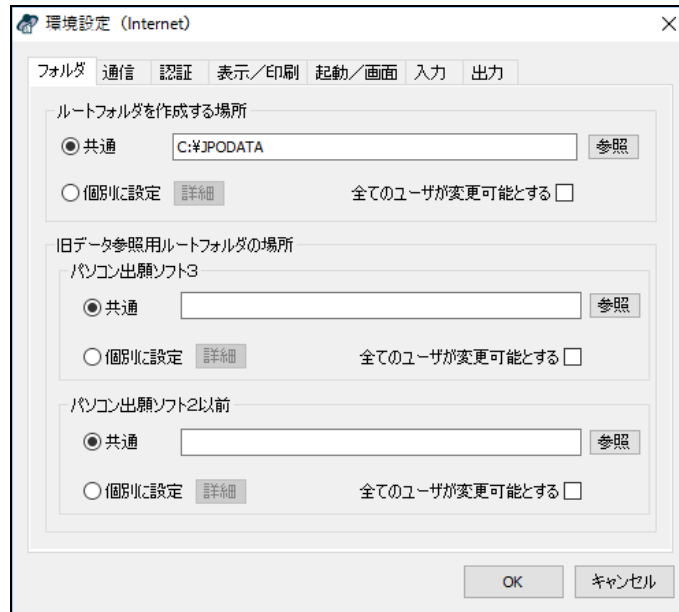 環境設定（Internet）
フォルダ 通信 認証 表示／印刷 起動／画面 入力 出力
ルートフォルダを作成する場所
共通 C:¥JPODATA 参照
個別に設定 詳細 全てのユーザが変更可能とする
旧データ参照用ルートフォルダの場所
パソコン出願ソフト3
共通 参照
個別に設定 詳細 全てのユーザが変更可能とする
パソコン出願ソフト2以前
共通 参照
個別に設定 詳細 全てのユーザが変更可能とする
OK キャンセル